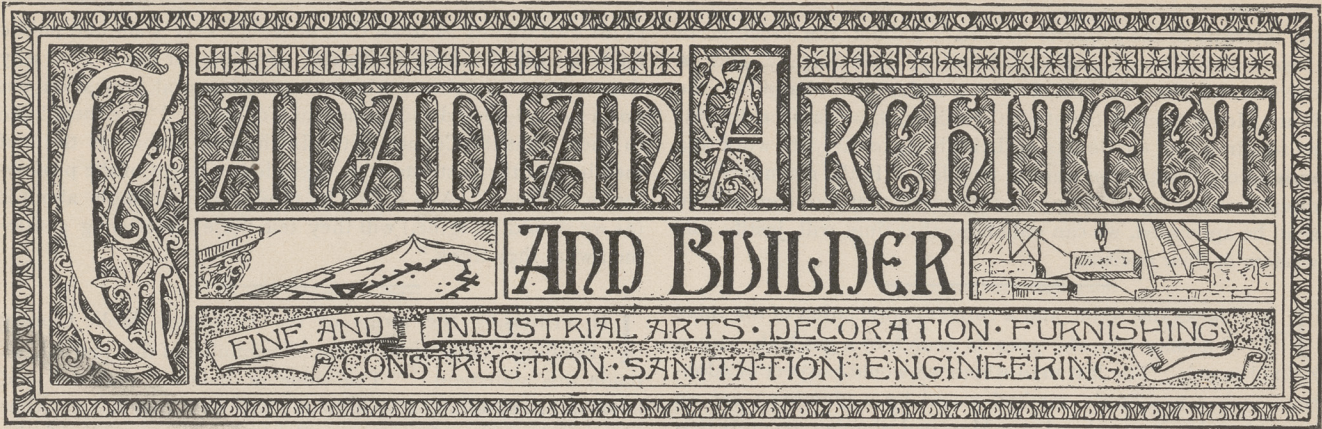 CANADIAN ARCHITECT
AND BUILDER
FINE AND INDUSTRIAL ARTS · DECORATION · FURNISHING
CONSTRUCTION · SANITATION ENGINEERING